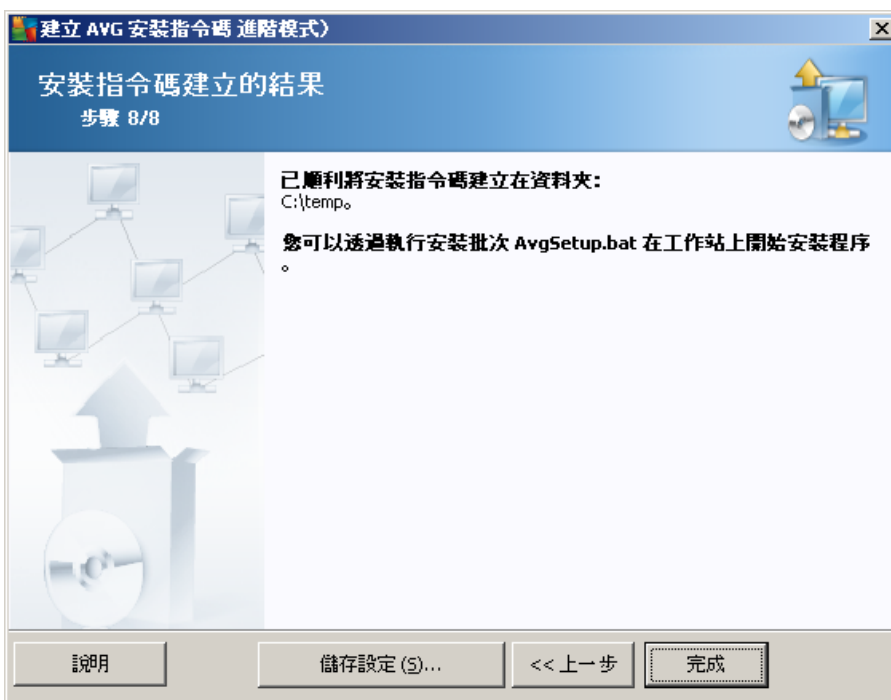 建立 AVG 安裝指令碼 進階模式）
安裝指令碼建立的結果
步驟 8/8
已順利將安裝指令碼建立在資料夾：
C:\temp。
您可以透過執行安裝批次 AvgSetup.bat 在工作站上開始安裝程序
。
說明
儲存設定(S)...
<< 上一步
完成